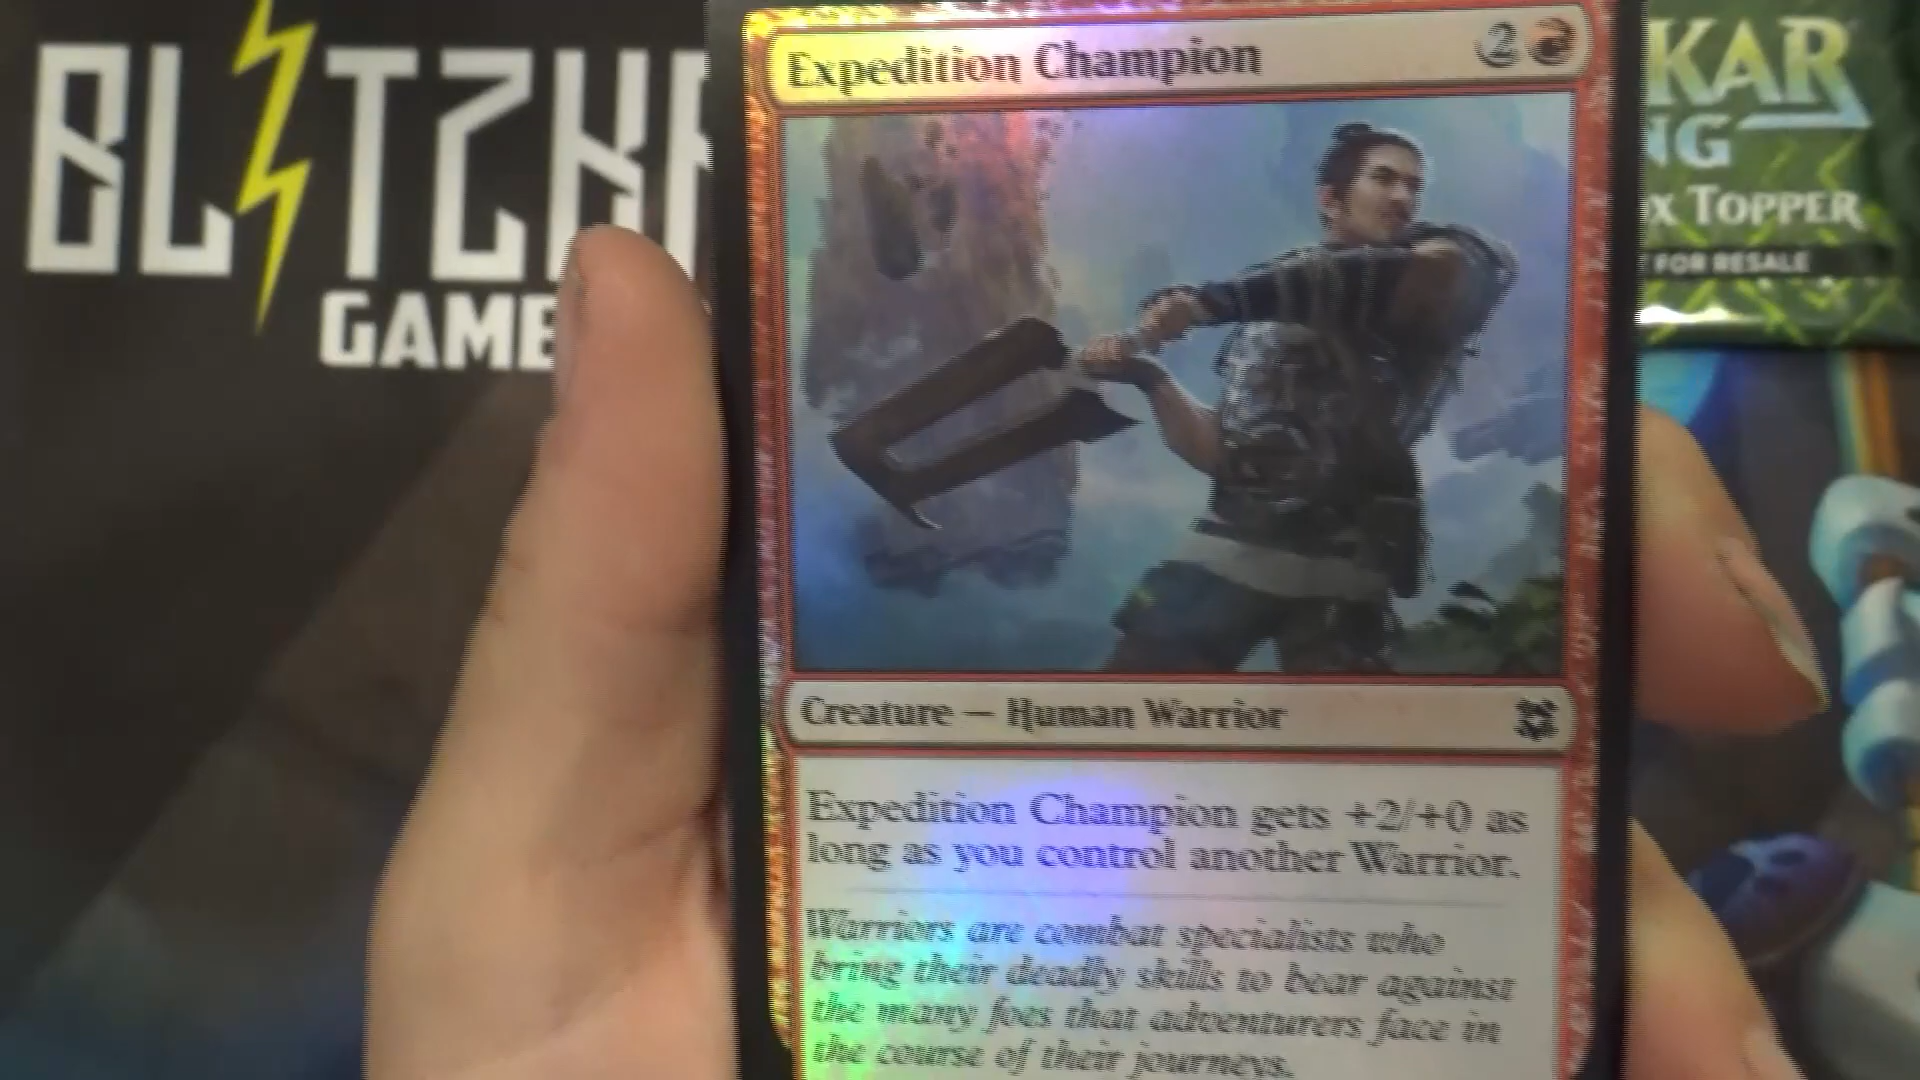 BLITZK
GAME
Expedition Champion
2
KAR
NG
x TOPPER
FOR RESALE
Creature — Human Warrior
Expedition Champion gets +2/+0 as
long as you control another Warrior.
Warriors are combat specialists who
bring their deadly skills to bear against
the many foes that adventurers face in
the course of their journeys.